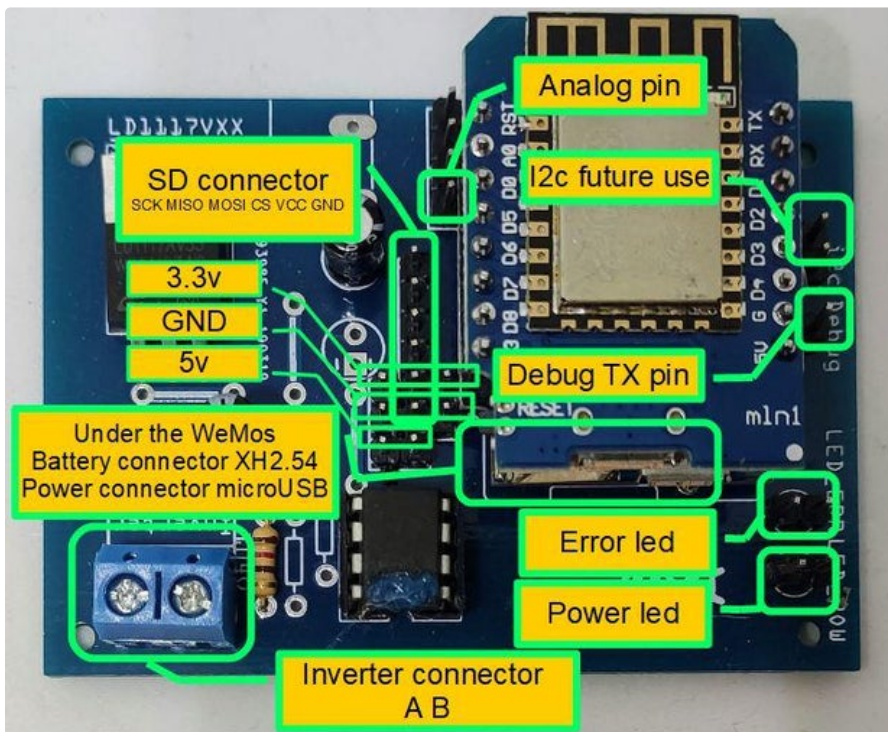 LD1117VXX
Analog pin
SD connector
SCK MISO MOSI CS VCC GND
I2c future use
3.3v
GND
5v
Debug TX pin
Under the WeMos
Battery connector XH2.54
Power connector microUSB
Error led
Power led
Inverter connector
A B
RST
A0
D0
D5
D6
D7
D8
TX
RX
D2
D3
D4
G
5V
RESET
mln1
Debug